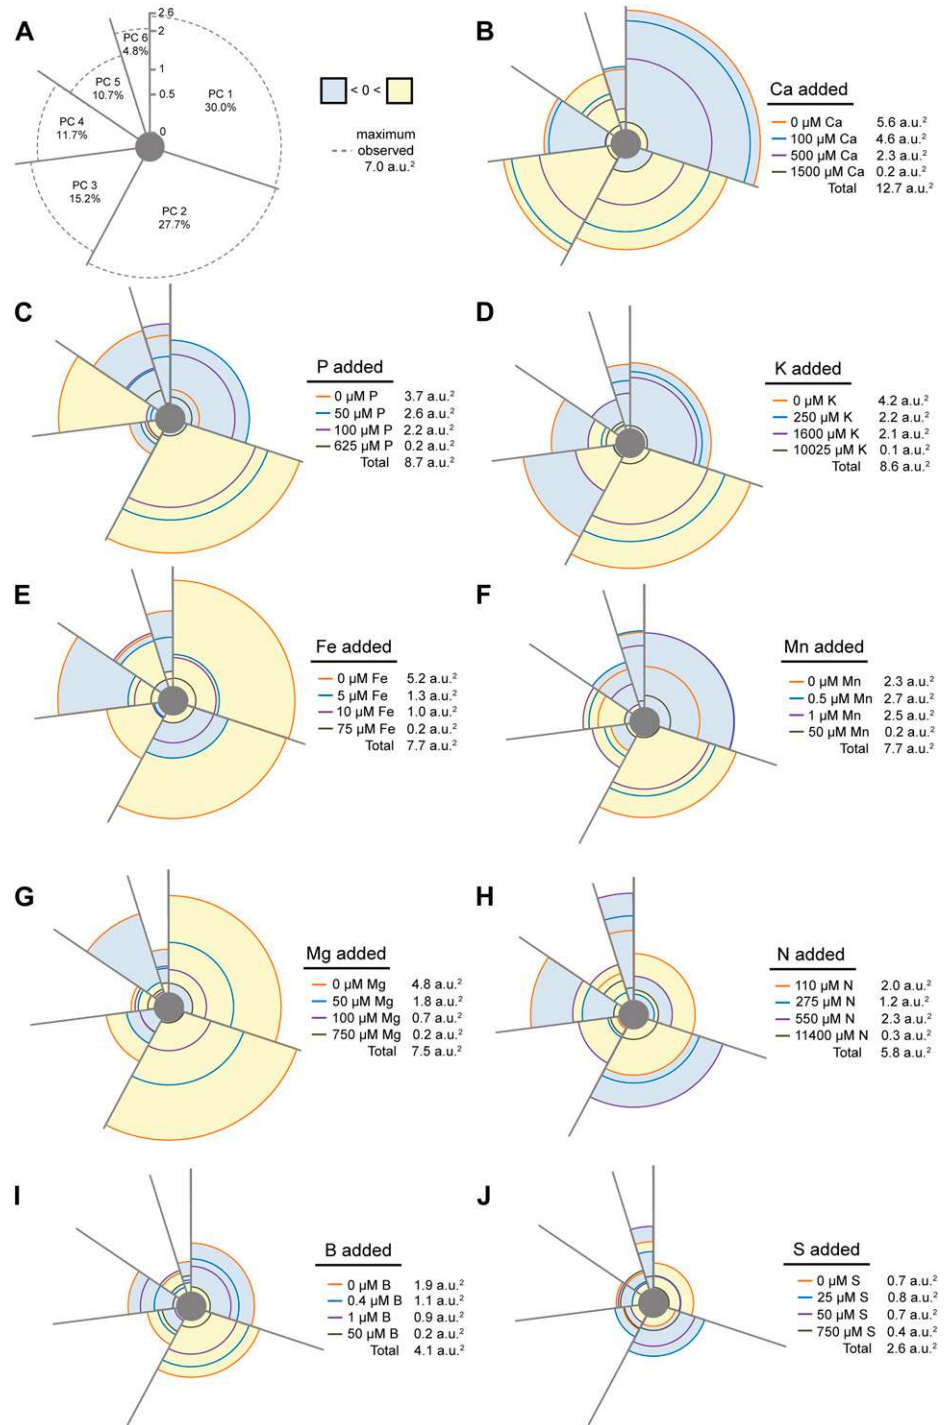 A
2.6
2
1
0.5
0
PC 6
4.8%
PC 5
10.7%
PC 1
30.0%
PC 4
11.7%
PC 3
15.2%
PC 2
27.7%
< 0 <
maximum
observed
7.0 a.u.²
B
Ca added
0 µM Ca 5.6 a.u.²
100 µM Ca 4.6 a.u.²
500 µM Ca 2.3 a.u.²
1500 µM Ca 0.2 a.u.²
Total 12.7 a.u.²
C
P added
0 µM P 3.7 a.u.²
50 µM P 2.6 a.u.²
100 µM P 2.2 a.u.²
625 µM P 0.2 a.u.²
Total 8.7 a.u.²
D
K added
0 µM K 4.2 a.u.²
250 µM K 2.2 a.u.²
1600 µM K 2.1 a.u.²
10025 µM K 0.1 a.u.²
Total 8.6 a.u.²
E
Fe added
0 µM Fe 5.2 a.u.²
5 µM Fe 1.3 a.u.²
10 µM Fe 1.0 a.u.²
75 µM Fe 0.2 a.u.²
Total 7.7 a.u.²
F
Mn added
0 µM Mn 2.3 a.u.²
0.5 µM Mn 2.7 a.u.²
1 µM Mn 2.5 a.u.²
50 µM Mn 0.2 a.u.²
Total 7.7 a.u.²
G
Mg added
0 µM Mg 4.8 a.u.²
50 µM Mg 1.8 a.u.²
100 µM Mg 0.7 a.u.²
750 µM Mg 0.2 a.u.²
Total 7.5 a.u.²
H
N added
110 µM N 2.0 a.u.²
275 µM N 1.2 a.u.²
550 µM N 2.3 a.u.²
11400 µM N 0.3 a.u.²
Total 5.8 a.u.²
I
B added
0 µM B 1.9 a.u.²
0.4 µM B 1.1 a.u.²
1 µM B 0.9 a.u.²
50 µM B 0.2 a.u.²
Total 4.1 a.u.²
J
S added
0 µM S 0.7 a.u.²
25 µM S 0.8 a.u.²
50 µM S 0.7 a.u.²
750 µM S 0.4 a.u.²
Total 2.6 a.u.²